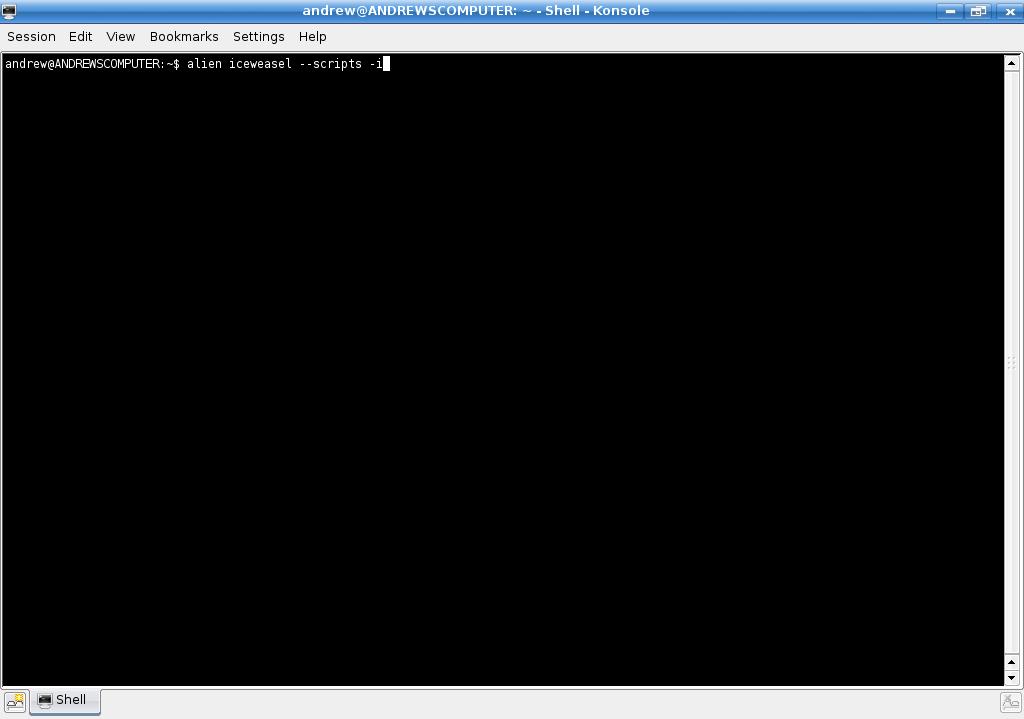 andrew@ANDREWSCOMPUTER: ~ - Shell - Konsole
Session Edit View Bookmarks Settings Help
andrew@ANDREWSCOMPUTER:~$ alien iceweasel --scripts -i
Shell